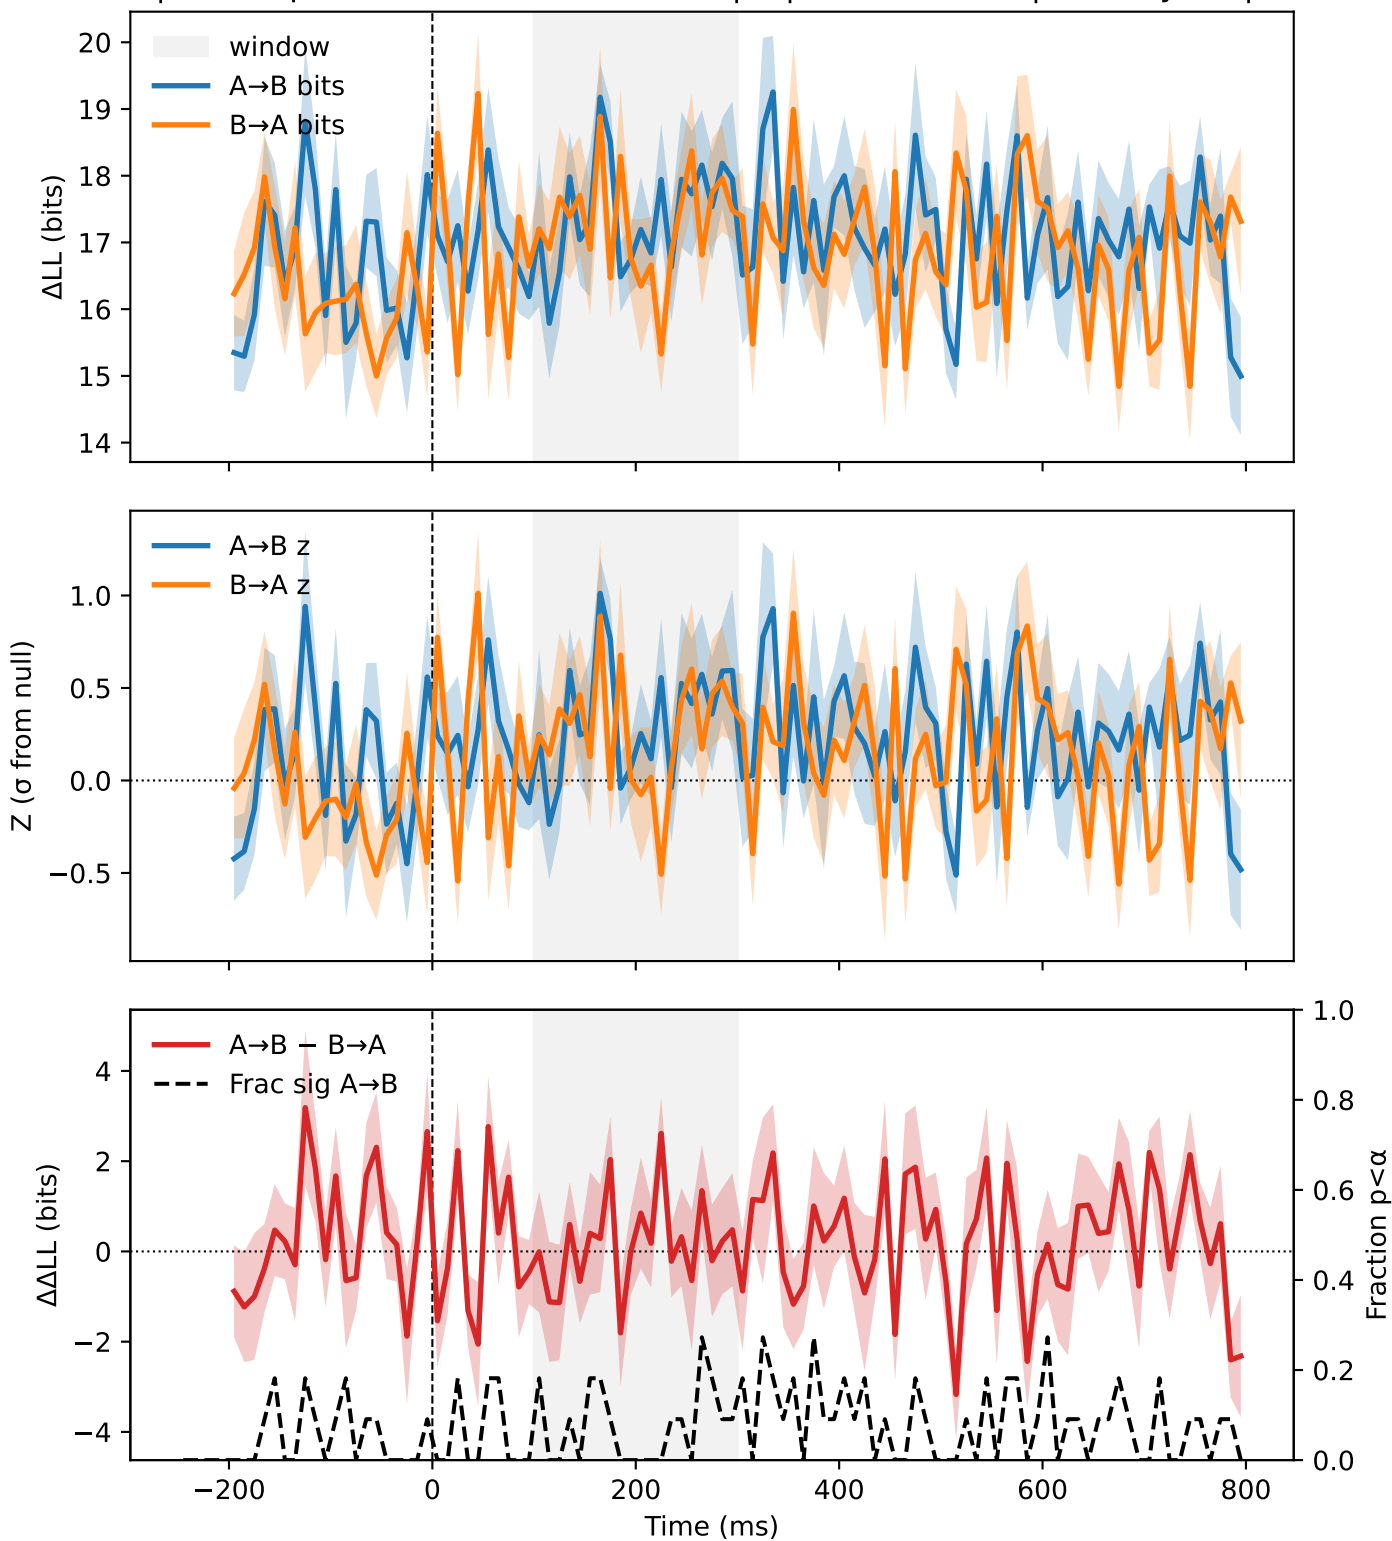 20
19
18
17
16
15
14
ΔLL (bits)
window
A→B bits
B→A bits
1.0
0.5
0.0
−0.5
Z (σ from null)
A→B z
B→A z
4
2
0
−2
−4
ΔΔLL (bits)
A→B − B→A
Frac sig A→B
1.0
0.8
0.6
0.4
0.2
0.0
Fraction p<α
−200
0
200
400
600
800
Time (ms)